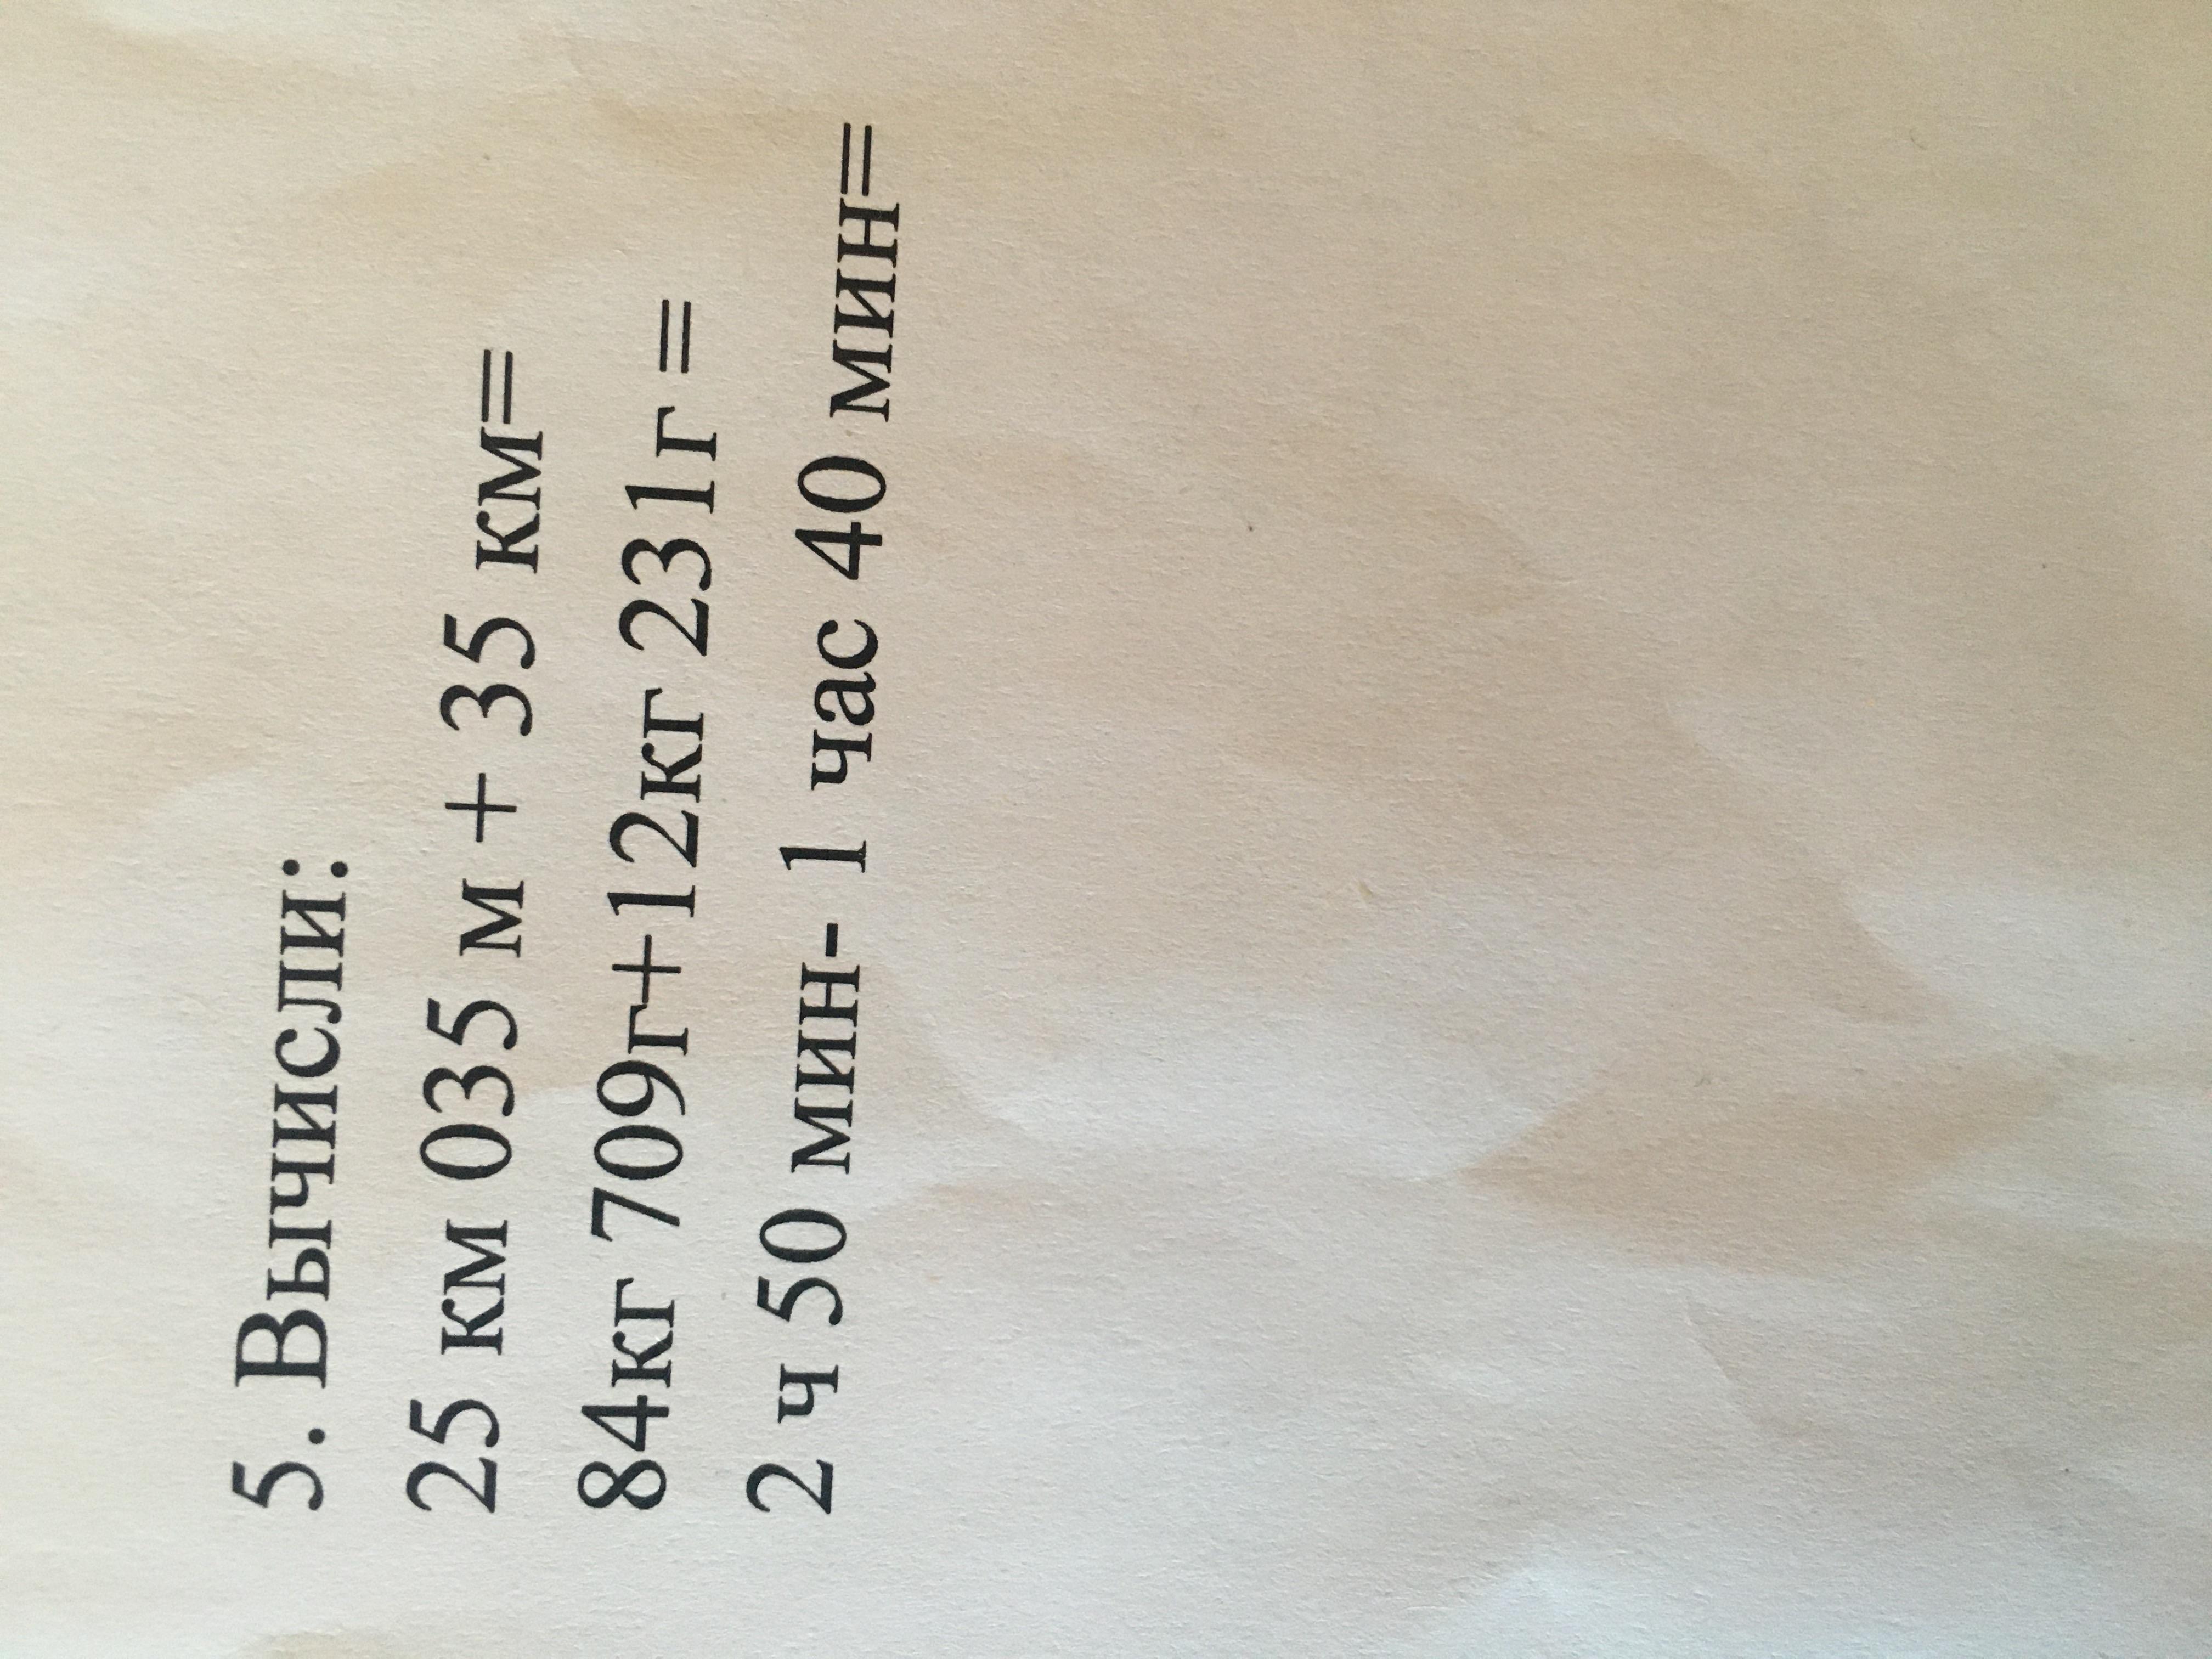 5. Вычисли:
25 км 035 м + 35 км=
84кг 709г+12кг 231г =
2 ч 50 мин- 1 час 40 мин=